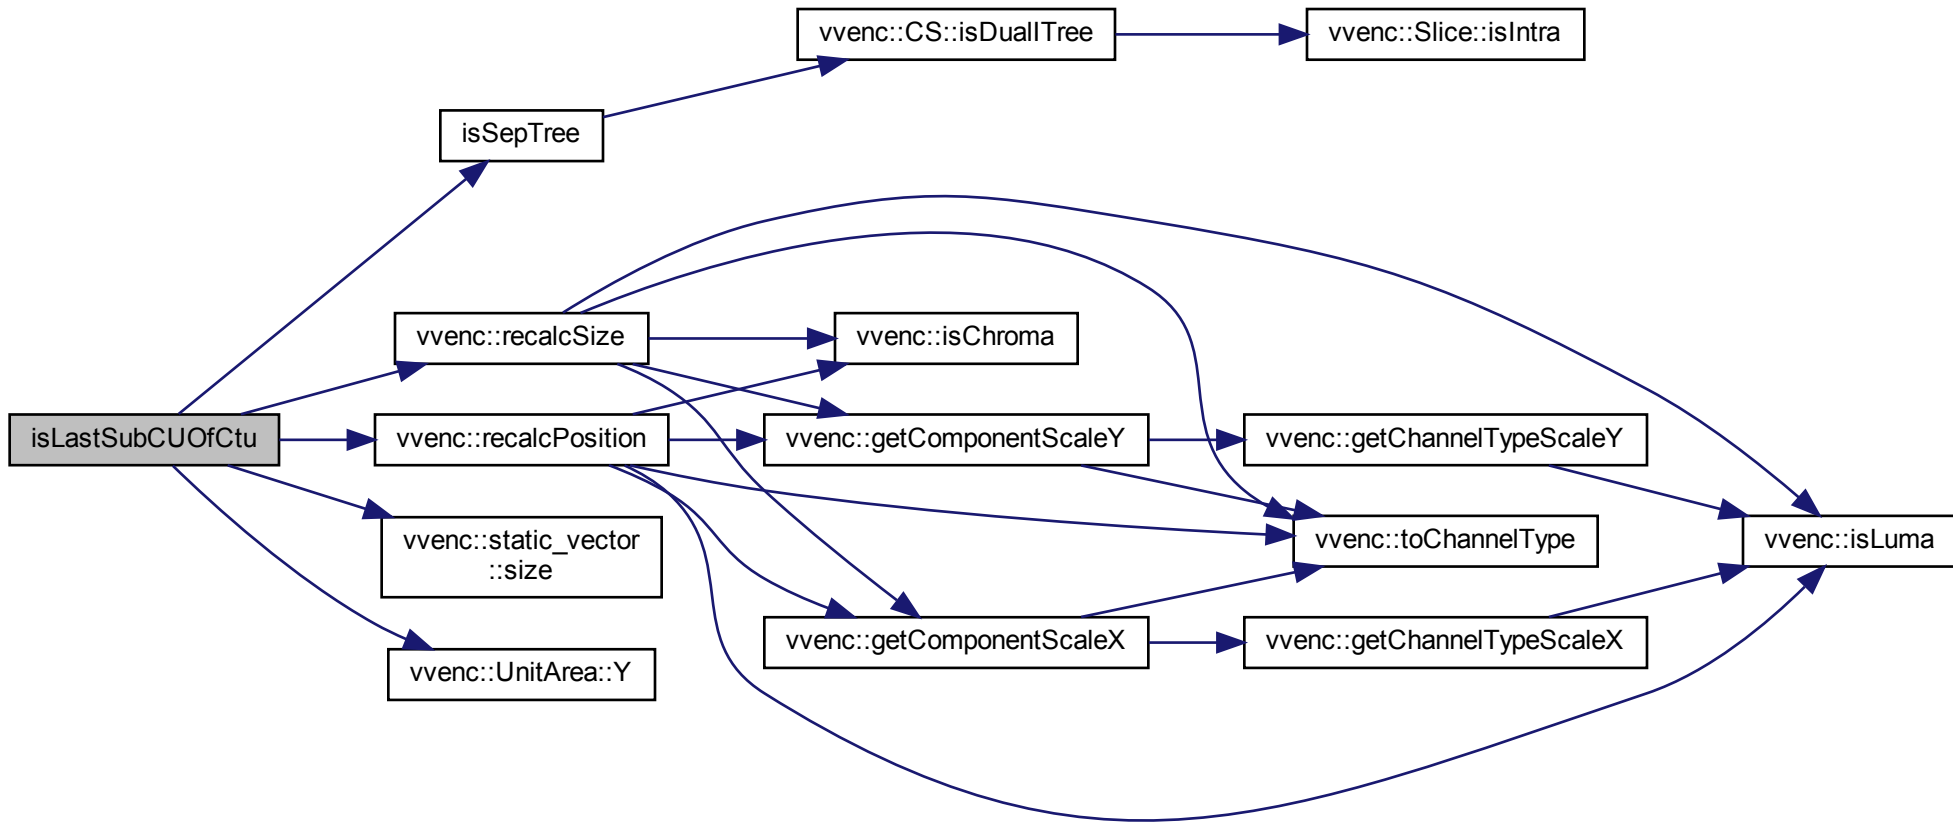 vvenc::CS::isDualITree
vvenc::Slice::isIntra
isSepTree
vvenc::recalcSize
vvenc::isChroma
isLastSubCUOfCtu
vvenc::recalcPosition
vvenc::getComponentScaleY
vvenc::getChannelTypeScaleY
vvenc::static_vector
::size
vvenc::toChannelType
vvenc::isLuma
vvenc::getComponentScaleX
vvenc::getChannelTypeScaleX
vvenc::UnitArea::Y